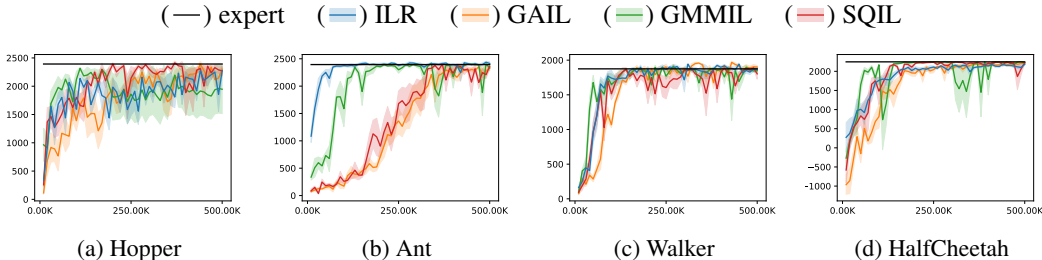 ( ) expert ( ) ILR ( ) GAIL ( ) GMMIL ( ) SQIL
2500
2000
1500
1000
500
0
0.00K 250.00K 500.00K
(a) Hopper
2500
2000
1500
1000
500
0
0.00K 250.00K 500.00K
(b) Ant
2000
1500
1000
500
0
0.00K 250.00K 500.00K
(c) Walker
2000
1500
1000
500
0
−500
−1000
0.00K 250.00K 500.00K
(d) HalfCheetah